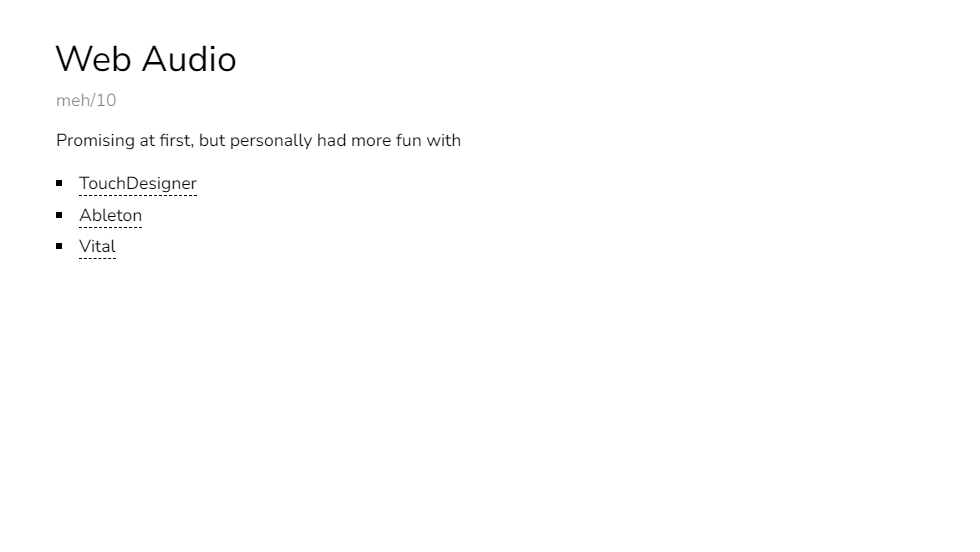 Web Audio
meh/10
Promising at first, but personally had more fun with
TouchDesigner
Ableton
Vital